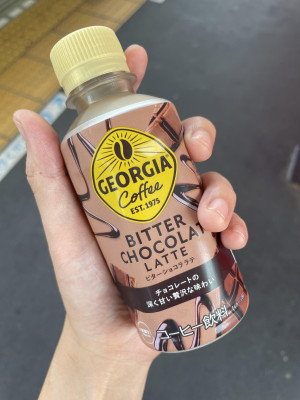 GEORGIA
Coffee
EST. 1975
BITTER
CHOCOLAT
LATTE
ビターショコララテ
チョコレートの
深く甘い贅沢な味わい
コーヒー飲料